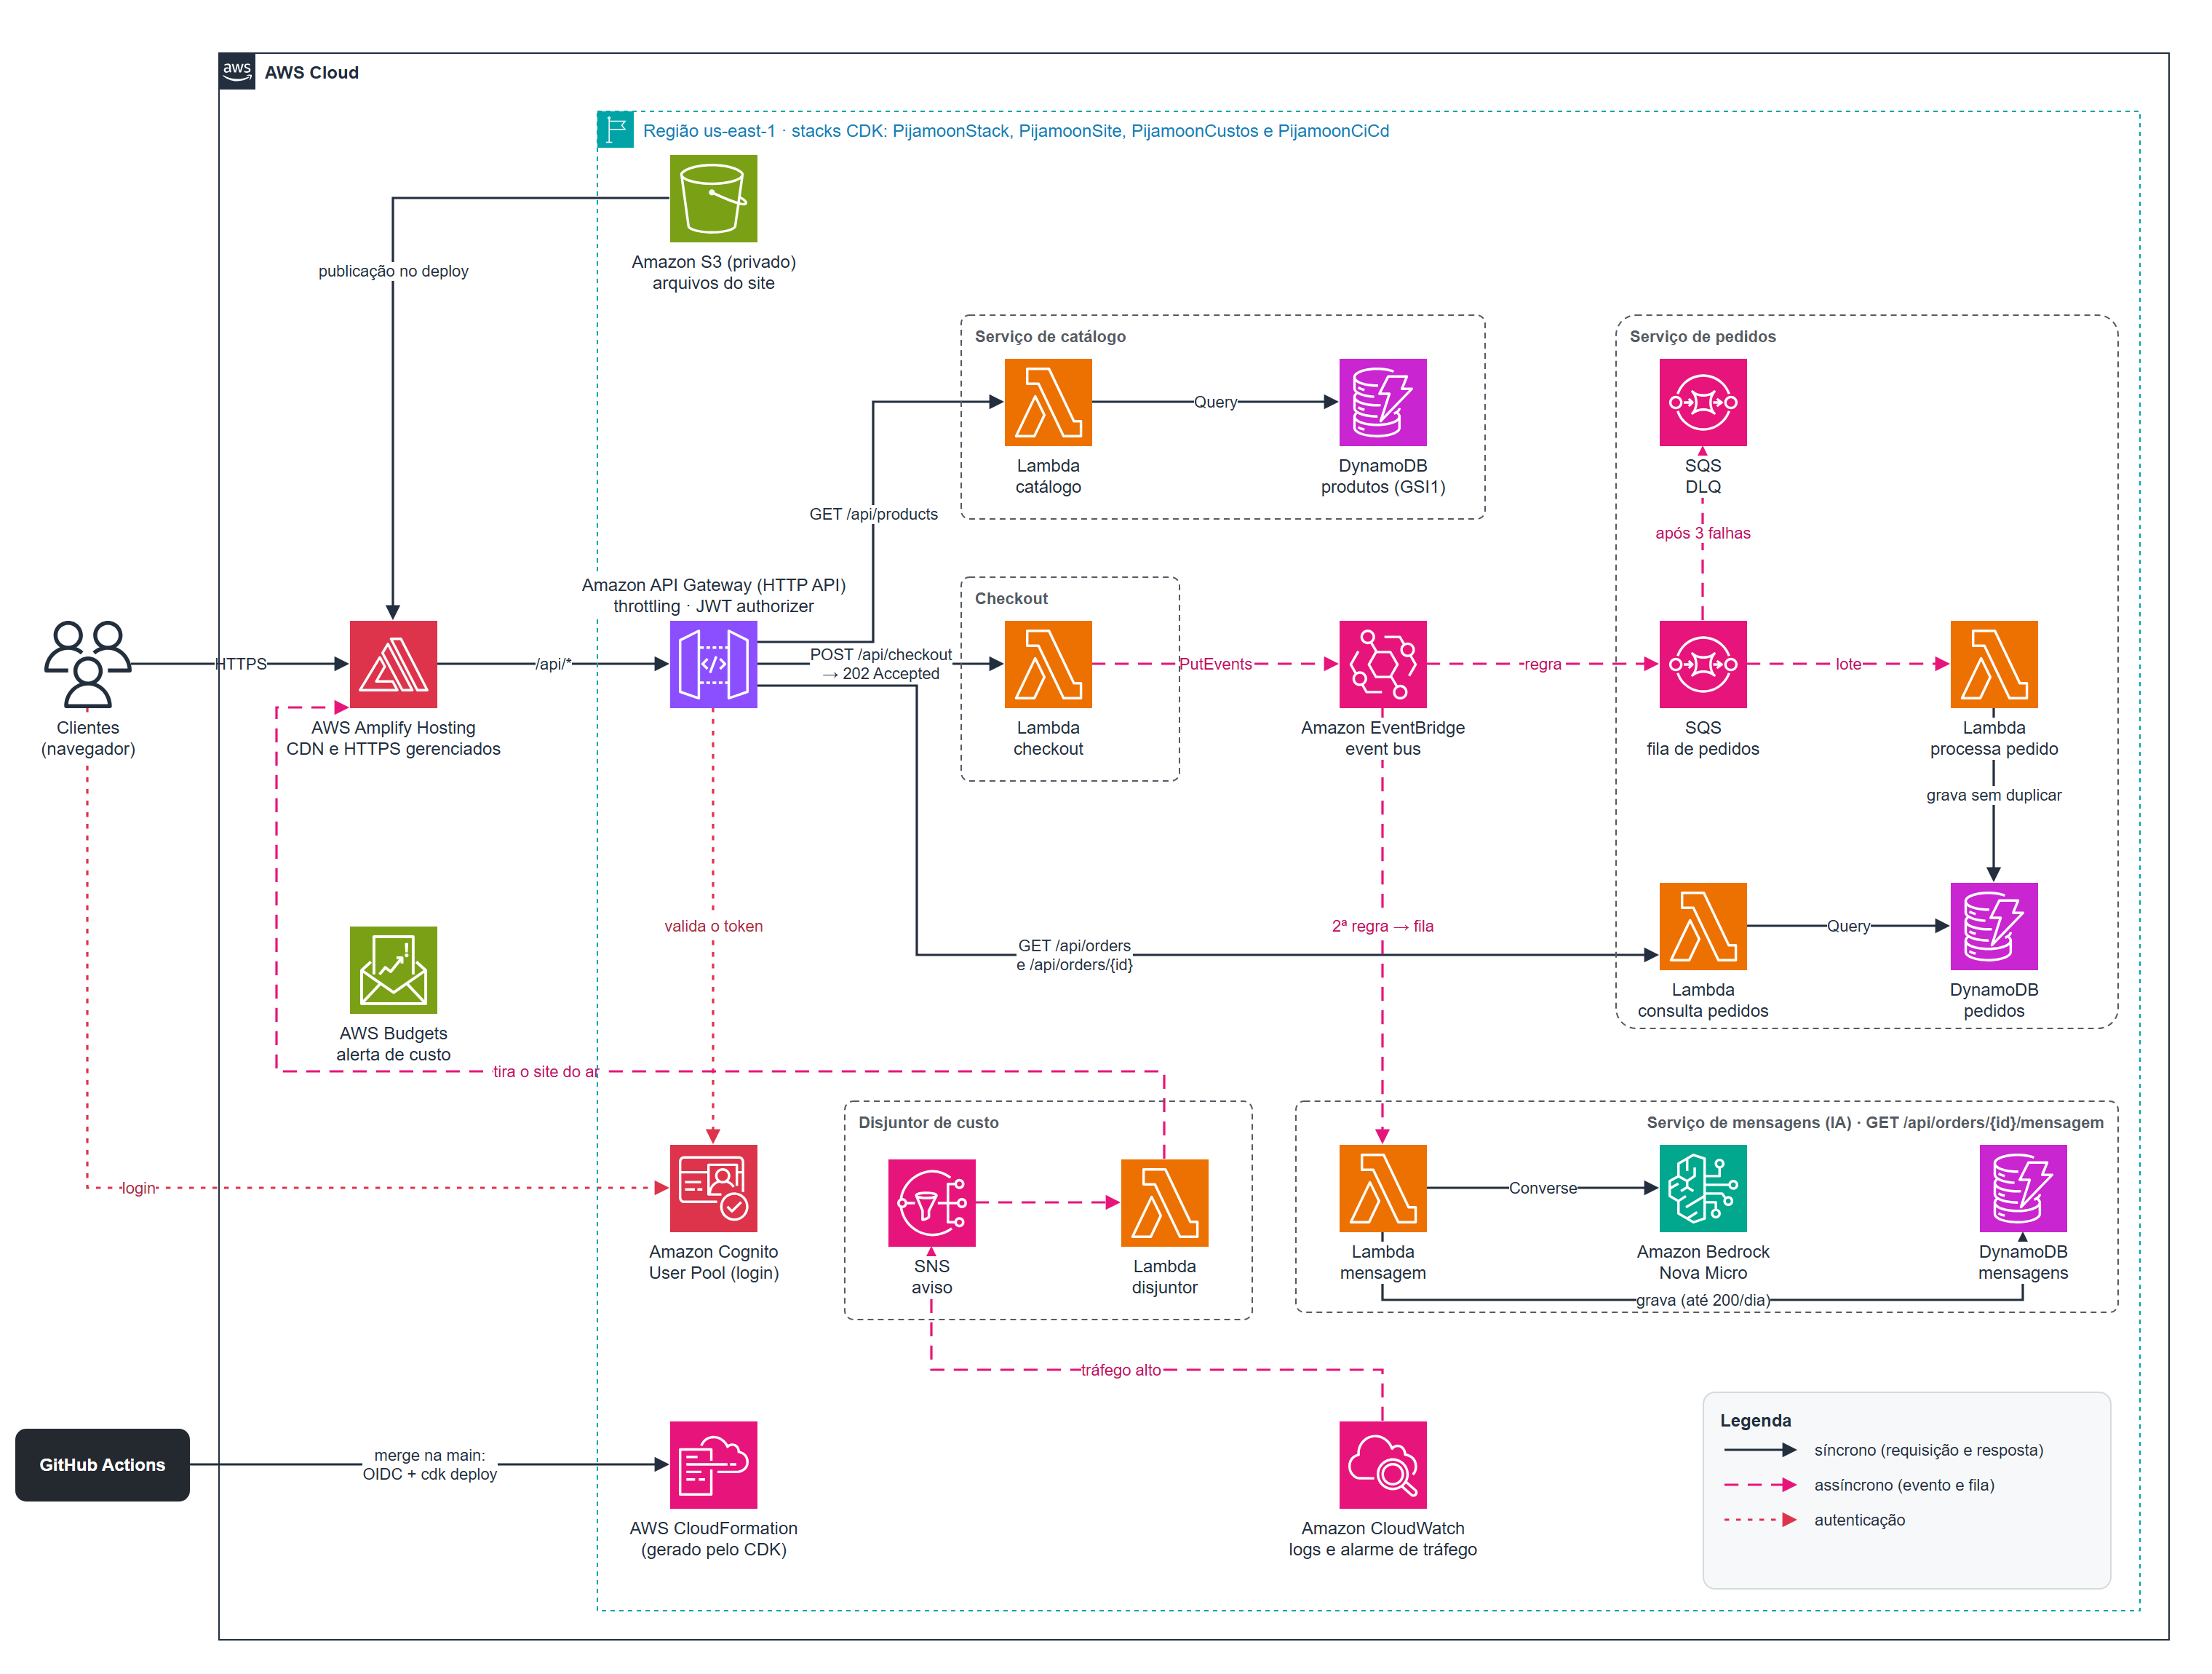 aws
AWS Cloud
Região us-east-1 · stacks CDK: PijamoonStack, PijamoonSite, PijamoonCustos e PijamoonCiCd
Amazon S3 (privado)
arquivos do site
publicação no deploy
Serviço de catálogo
Lambda
catálogo
Query
DynamoDB
produtos (GSI1)
Serviço de pedidos
SQS
DLQ
após 3 falhas
GET /api/products
Amazon API Gateway (HTTP API)
throttling · JWT authorizer
Checkout
HTTPS
/api/*
POST /api/checkout
→ 202 Accepted
PutEvents
regra
lote
Clientes
(navegador)
AWS Amplify Hosting
CDN e HTTPS gerenciados
Lambda
checkout
Amazon EventBridge
event bus
SQS
fila de pedidos
Lambda
processa pedido
grava sem duplicar
valida o token
2ª regra → fila
GET /api/orders
e /api/orders/{id}
Query
Lambda
consulta pedidos
DynamoDB
pedidos
AWS Budgets
alerta de custo
tira o site do ar
Disjuntor de custo
Serviço de mensagens (IA) · GET /api/orders/{id}/mensagem
login
Converse
Amazon Cognito
User Pool (login)
SNS
aviso
Lambda
disjuntor
Lambda
mensagem
Amazon Bedrock
Nova Micro
DynamoDB
mensagens
grava (até 200/dia)
tráfego alto
GitHub Actions
merge na main:
OIDC + cdk deploy
AWS CloudFormation
(gerado pelo CDK)
Amazon CloudWatch
logs e alarme de tráfego
Legenda
síncrono (requisição e resposta)
assíncrono (evento e fila)
autenticação